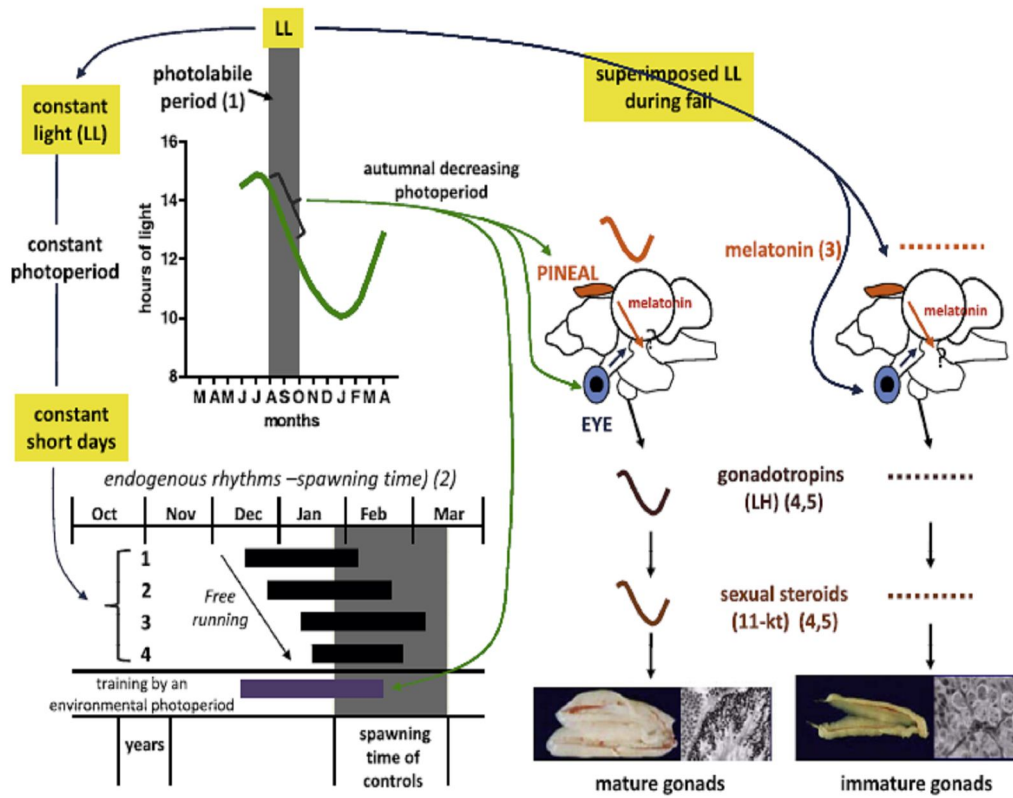 LL
photolabile
period (1)
superimposed LL
during fall
constant
light (LL)
16
14
12
10
8
hours of light
autumnal decreasing
photoperiod
constant
photoperiod
M A M J J A S O N D J F M A
months
PINEAL
melatonin
EYE
melatonin (3)
melatonin
?
?
constant
short days
endogenous rhythms –spawning time) (2)
Oct Nov Dec Jan Feb Mar
1
2
3
4
Free
running
training by an
environmental photoperiod
years
spawning
time of
controls
gonadotropins
(LH) (4,5)
sexual steroids
(11-kt) (4,5)
mature gonads
immature gonads